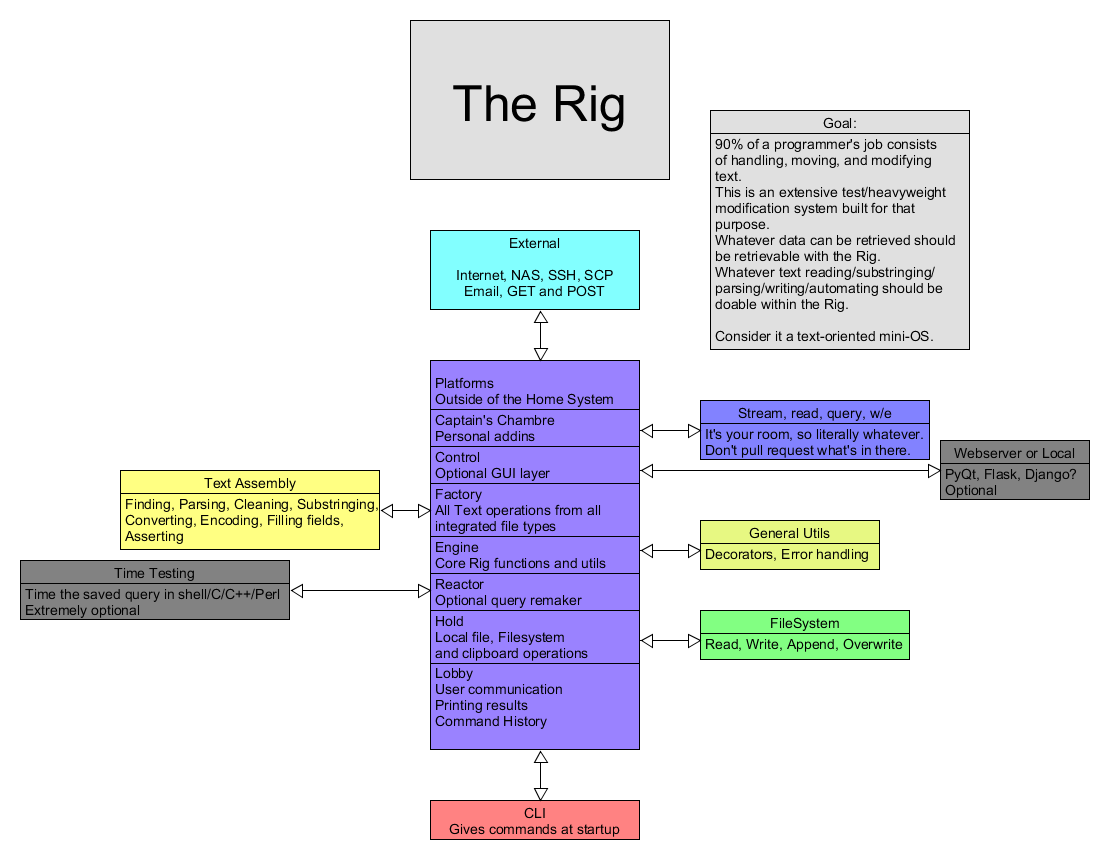 The Rig
Goal:
90% of a programmer's job consists
of handling, moving, and modifying
text.
This is an extensive test/heavyweight
modification system built for that
purpose.
Whatever data can be retrieved should
be retrievable with the Rig.
Whatever text reading/substringing/
parsing/writing/automating should be
doable within the Rig.
Consider it a text-oriented mini-OS.
External
Internet, NAS, SSH, SCP
Email, GET and POST
Platforms
Outside of the Home System
Captain's Chambre
Personal addins
Control
Optional GUI layer
Factory
All Text operations from all
integrated file types
Engine
Core Rig functions and utils
Reactor
Optional query remaker
Hold
Local file, Filesystem
and clipboard operations
Lobby
User communication
Printing results
Command History
Stream, read, query, w/e
It's your room, so literally whatever.
Don't pull request what's in there.
Webserver or Local
PyQt, Flask, Django?
Optional
Text Assembly
Finding, Parsing, Cleaning, Substringing,
Converting, Encoding, Filling fields,
Asserting
General Utils
Decorators, Error handling
Time Testing
Time the saved query in shell/C/C++/Perl
Extremely optional
FileSystem
Read, Write, Append, Overwrite
CLI
Gives commands at startup